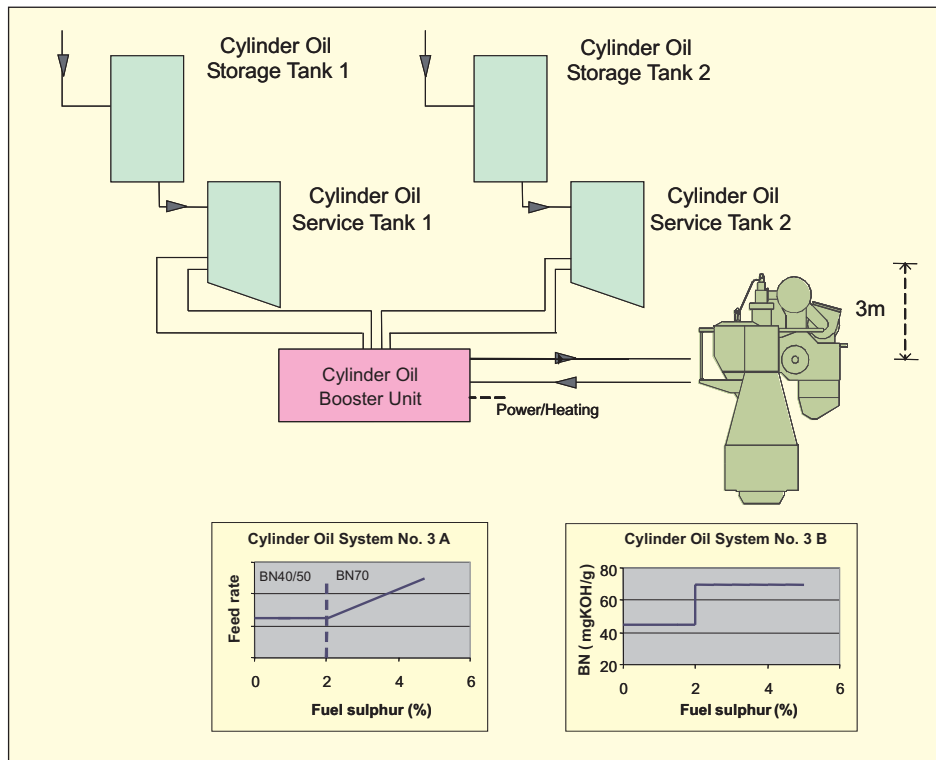 Cylinder Oil
Storage Tank 1
Cylinder Oil
Storage Tank 2
Cylinder Oil
Service Tank 1
Cylinder Oil
Service Tank 2
3m
Cylinder Oil
Booster Unit
Power/Heating
Cylinder Oil System No. 3 A
BN40/50
BN70
Feed rate
0
2
4
6
Fuel sulphur (%)
Cylinder Oil System No. 3 B
80
60
40
20
BN ( mgKOH/g)
0
2
4
6
Fuel sulphur (%)